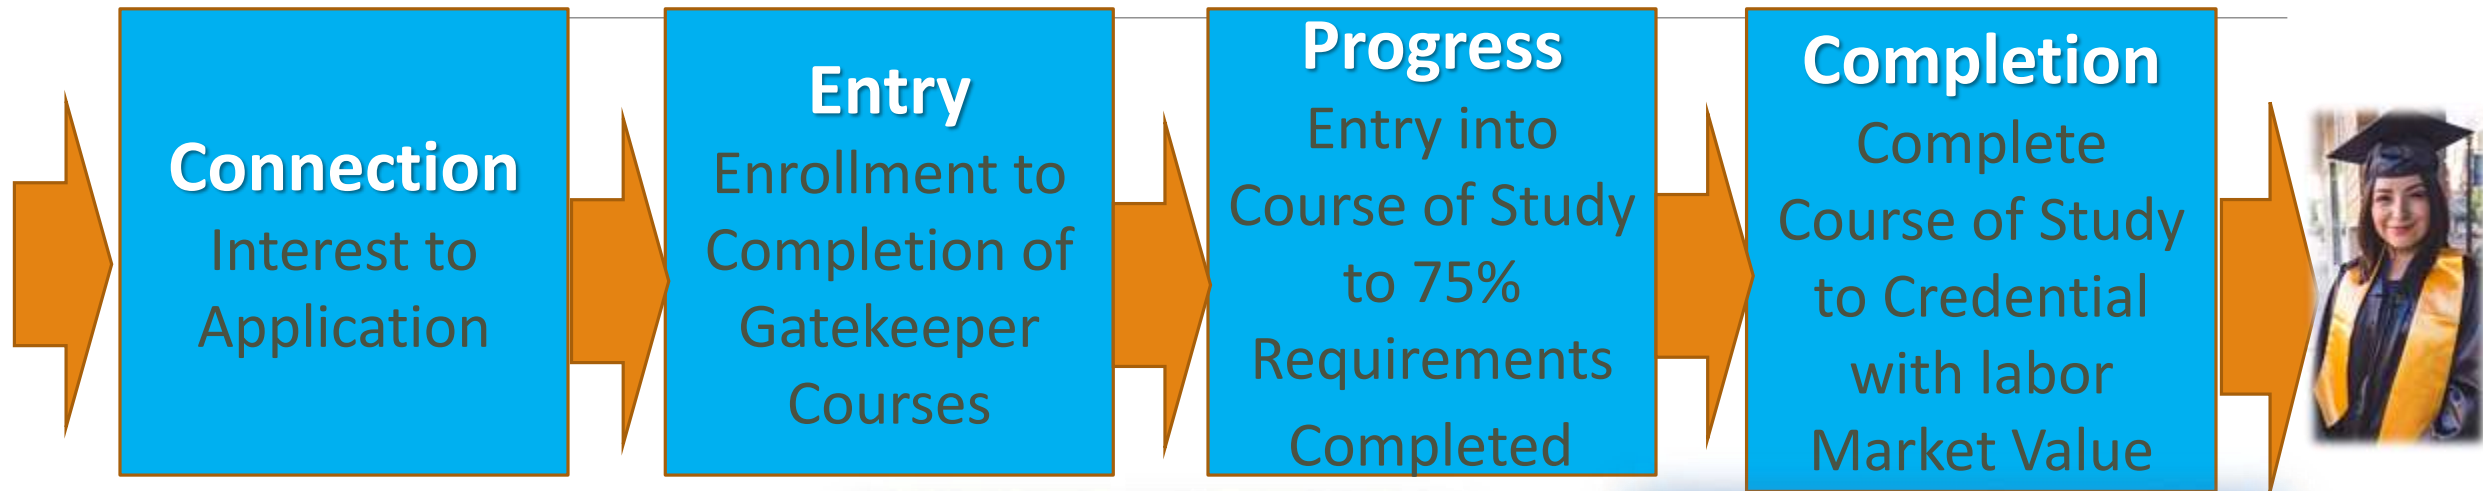 Connection
Interest to
Application
Entry
Enrollment to
Completion of
Gatekeeper
Courses
Progress
Entry into
Course of Study
to 75%
Requirements
Completed
Completion
Complete
Course of Study
to Credential
with labor
Market Value